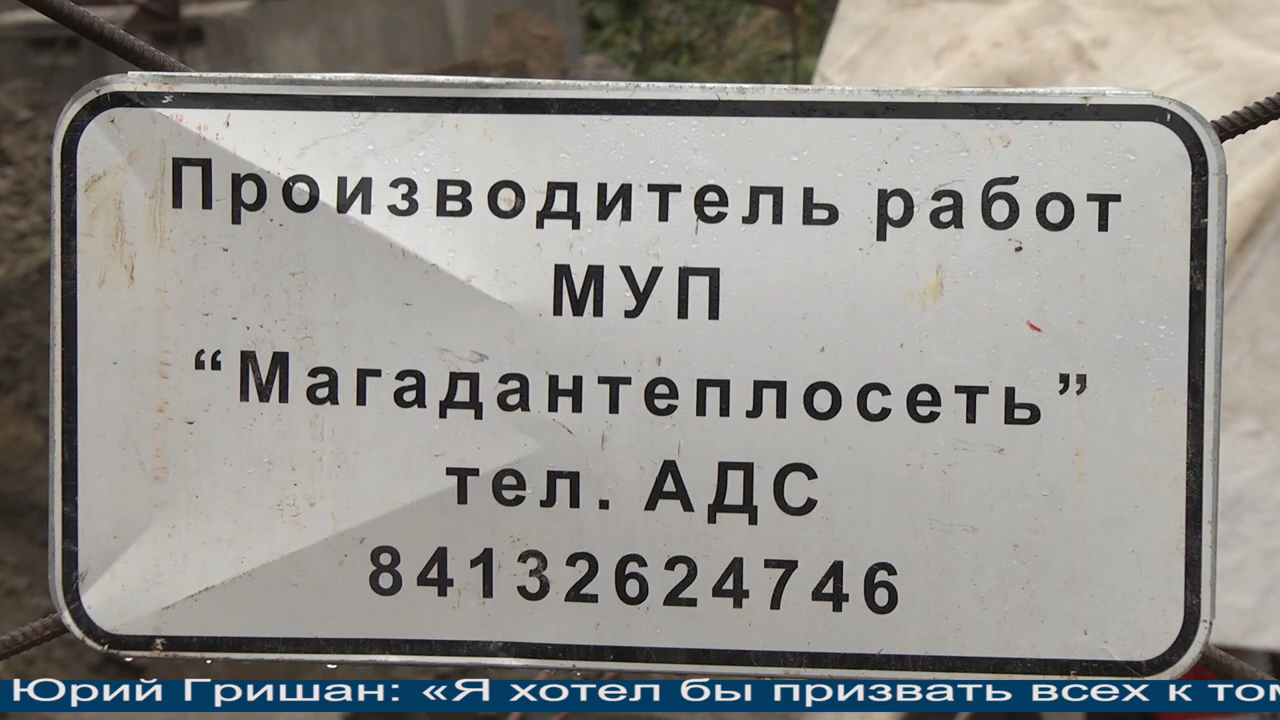 Производитель работ
МУП
“Магадантеплосеть”
тел. АДС
84132624746
Юрий Гришан: «Я хотел бы призвать всех к том